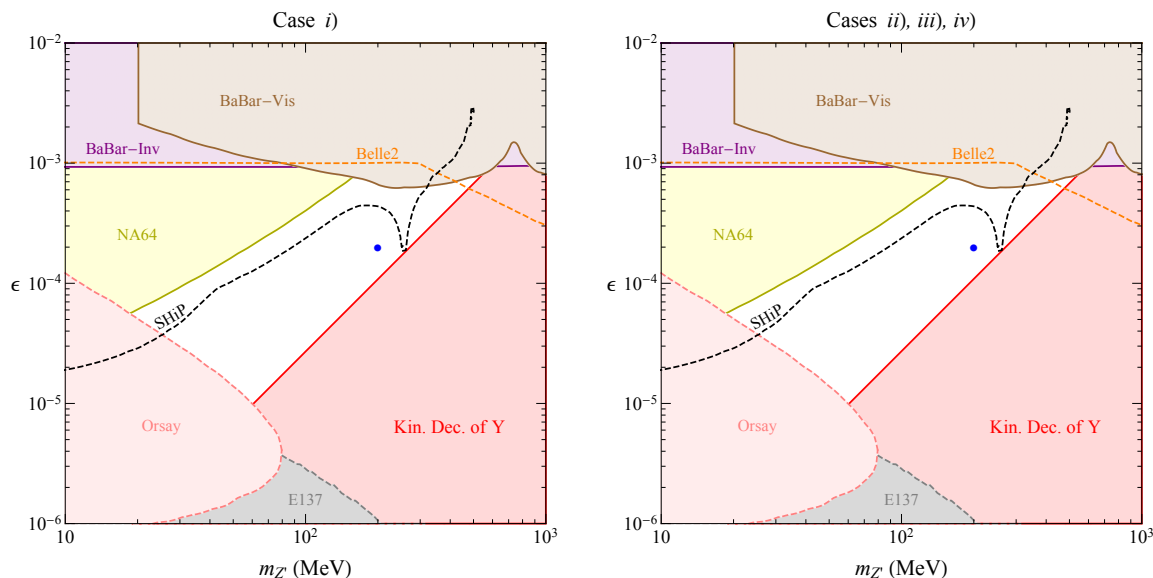 Case i)
10⁻²
10⁻³
10⁻⁴
10⁻⁵
10⁻⁶
ϵ
BaBar−Vis
BaBar−Inv
Belle2
NA64
SHiP
Orsay
Kin. Dec. of Y
E137
10
10²
10³
m_Z' (MeV)
Cases ii), iii), iv)
10⁻²
10⁻³
10⁻⁴
10⁻⁵
10⁻⁶
ϵ
BaBar−Vis
BaBar−Inv
Belle2
NA64
SHiP
Orsay
Kin. Dec. of Y
E137
10
10²
10³
m_Z' (MeV)